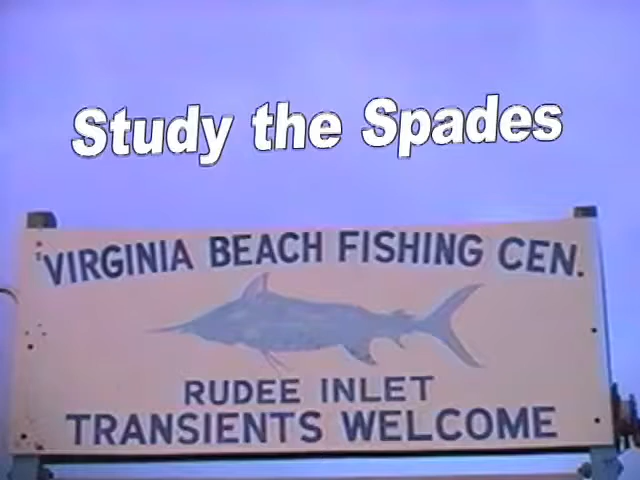 Study the Spades
VIRGINIA BEACH FISHING CEN.
RUDEE INLET
TRANSIENTS WELCOME